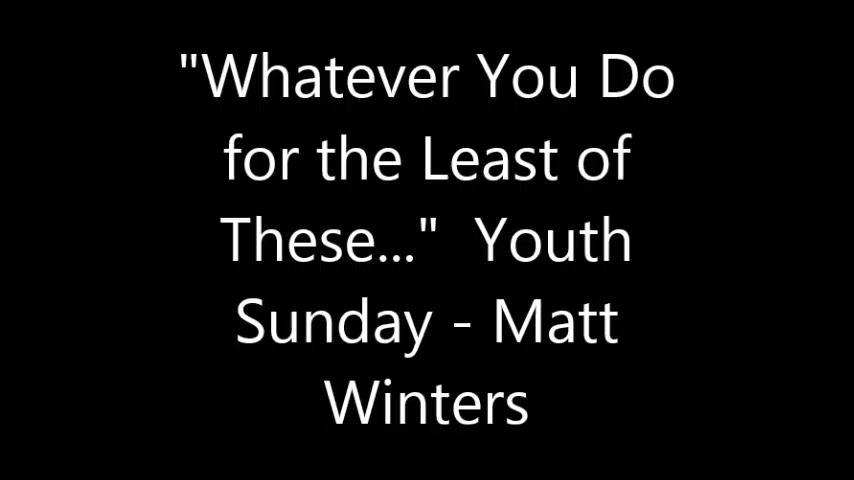 "Whatever You Do
for the Least of
These..."  Youth
Sunday - Matt
Winters